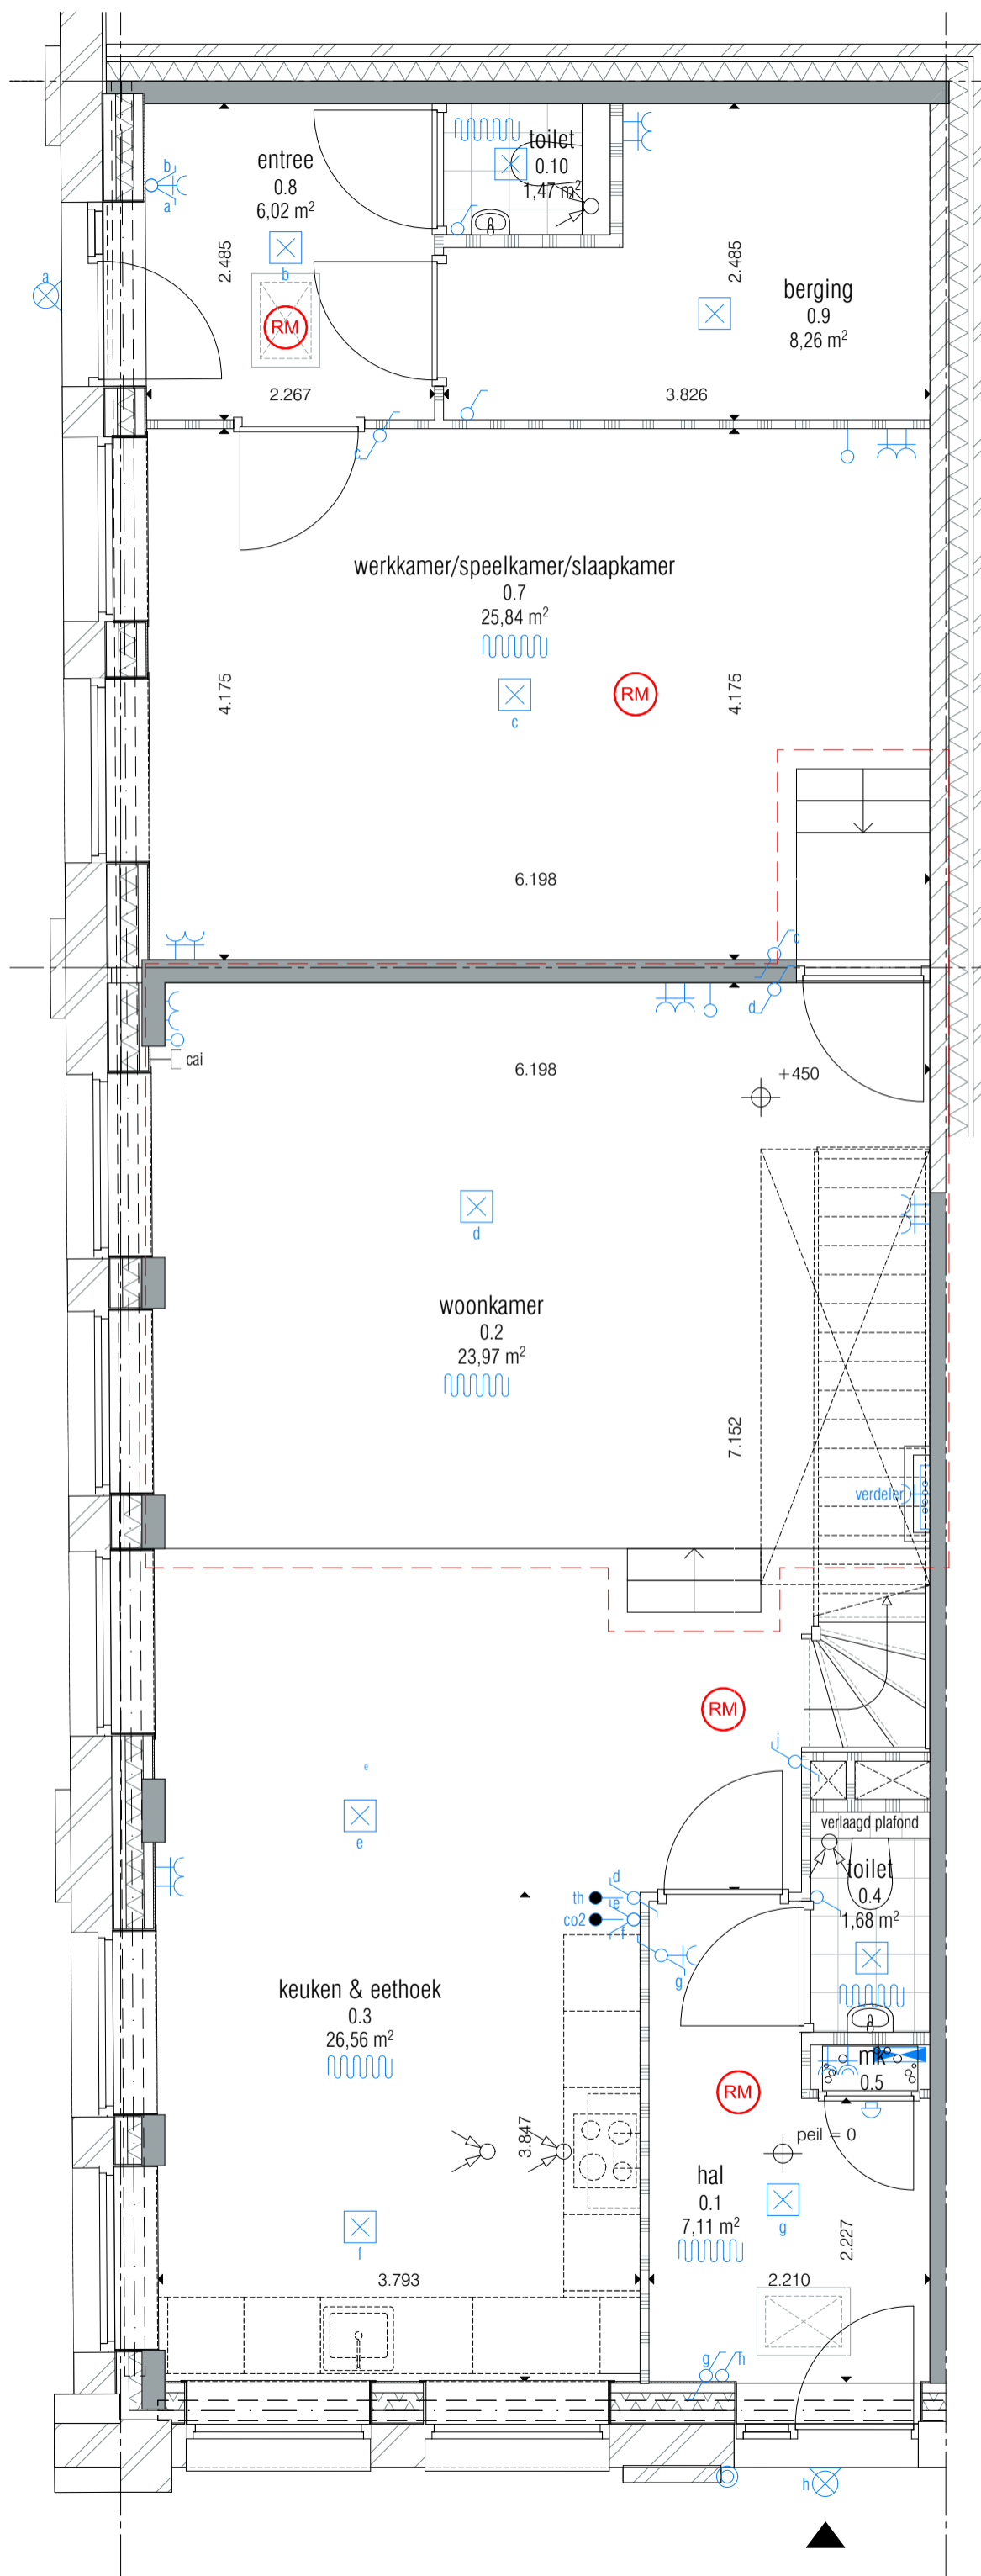 toilet
0.10
1,47 m²
entree
0.8
6,02 m²
b
a
a
b
2.485
2.485
RM
berging
0.9
8,26 m²
2.267
3.826
c
werkkamer/speelkamer/slaapkamer
0.7
25,84 m²
RM
c
4.175
4.175
6.198
c
d
cai
6.198
+450
d
woonkamer
0.2
23,97 m²
7.152
verdeler
RM
j
e
e
verlaagd plafond
toilet
0.4
1,68 m²
d
th
e
co2
f
g
keuken & eethoek
0.3
26,56 m²
mk
0.5
RM
peil = 0
3.847
hal
0.1
7,11 m²
g
f
2.227
3.793
2.210
g
h
h